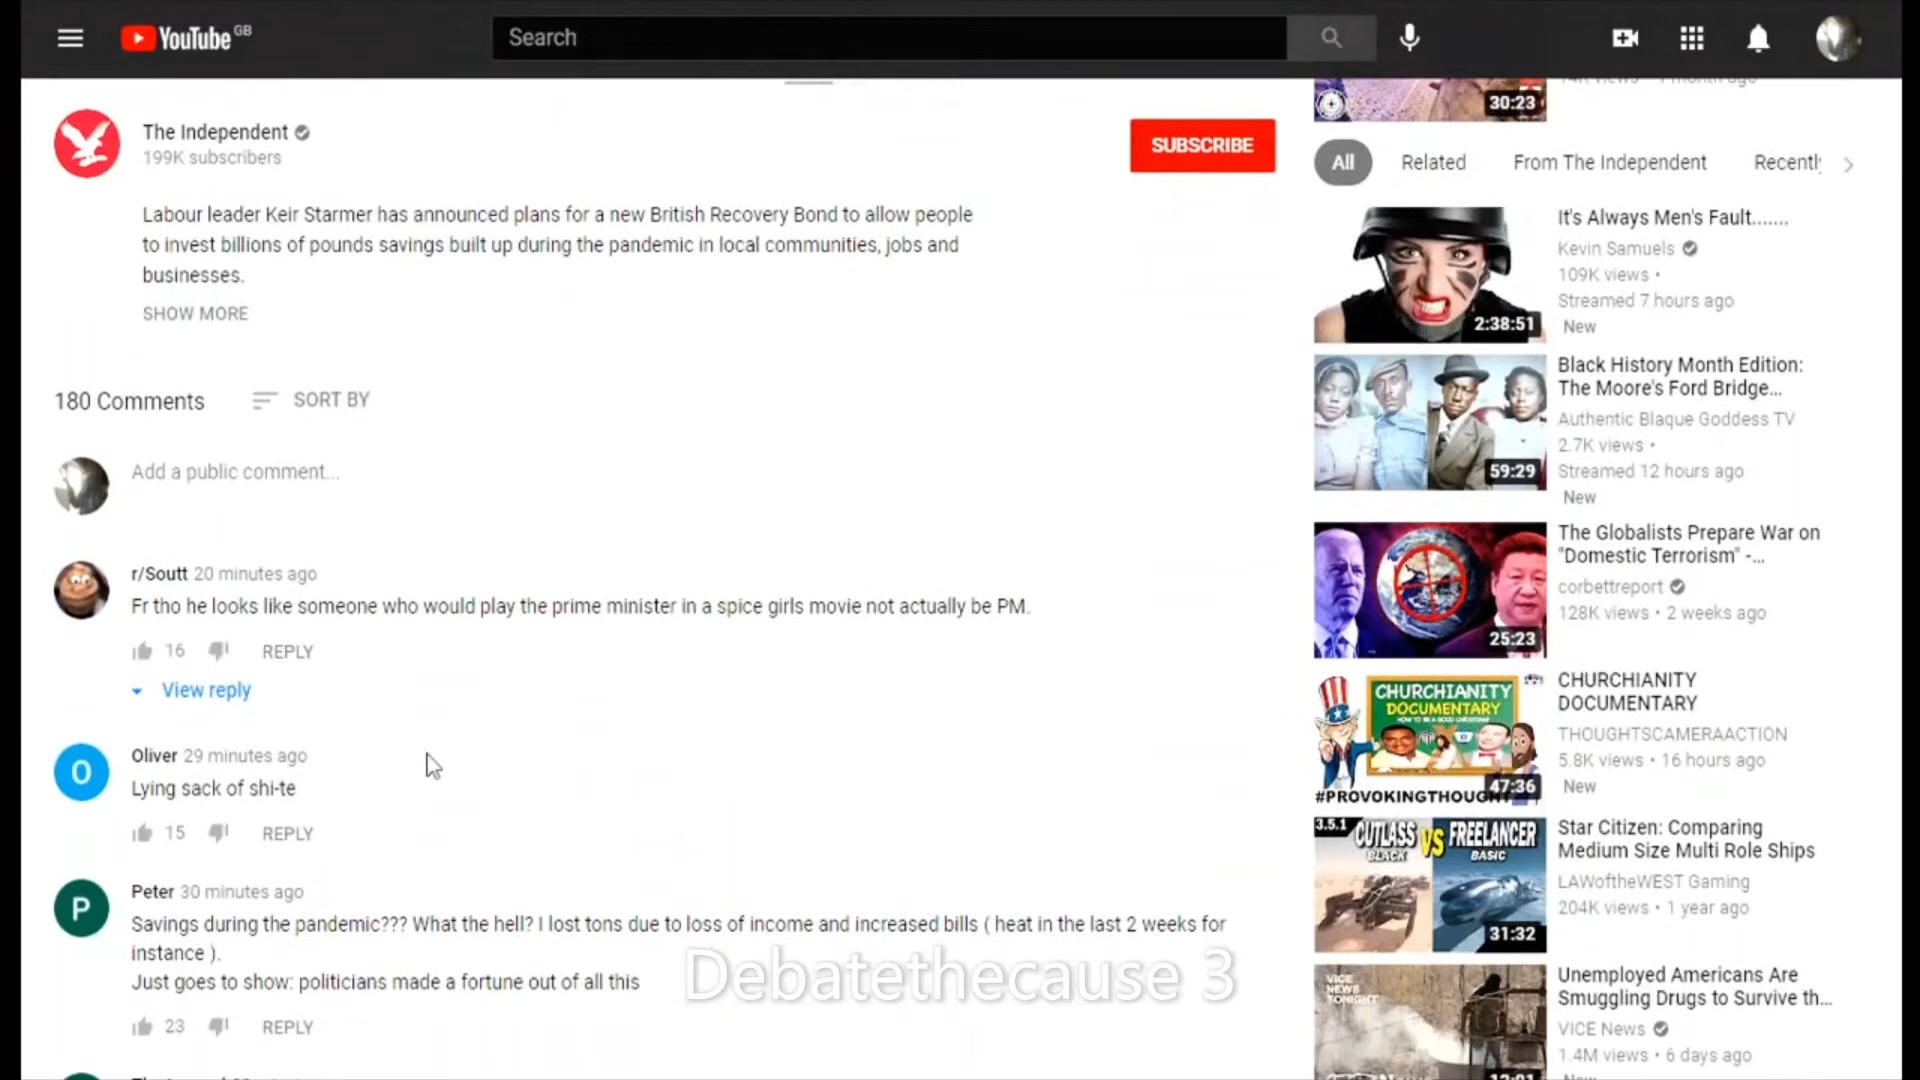 YouTube GB
Search
14K views • 1 month ago
30:23
The Independent
199K subscribers
SUBSCRIBE
All
Related
From The Independent
Recentl
Labour leader Keir Starmer has announced plans for a new British Recovery Bond to allow people
to invest billions of pounds savings built up during the pandemic in local communities, jobs and
businesses.
SHOW MORE
180 Comments
SORT BY
Add a public comment...
r/Soutt 20 minutes ago
Fr tho he looks like someone who would play the prime minister in a spice girls movie not actually be PM.
16
REPLY
View reply
Oliver 29 minutes ago
Lying sack of shi-te
15
REPLY
O
Peter 30 minutes ago
P
Savings during the pandemic??? What the hell? I lost tons due to loss of income and increased bills ( heat in the last 2 weeks for
instance ).
Just goes to show: politicians made a fortune out of all this
23
REPLY
Debatethecause 3
2:38:51
It's Always Men's Fault.......
Kevin Samuels
109K views •
Streamed 7 hours ago
New
59:29
Black History Month Edition:
The Moore's Ford Bridge...
Authentic Blaque Goddess TV
2.7K views •
Streamed 12 hours ago
New
25:23
The Globalists Prepare War on
"Domestic Terrorism" -...
corbettreport
128K views • 2 weeks ago
CHURCHIANITY
DOCUMENTARY
HOW TO BE A GOOD CHRISTIAN
#PROVOKINGTHOUGHT
47:36
CHURCHIANITY
DOCUMENTARY
THOUGHTSCAMERAACTION
5.8K views • 16 hours ago
New
3.5.1
CUTLASS
BLACK
VS
FREELANCER
BASIC
31:32
Star Citizen: Comparing
Medium Size Multi Role Ships
LAWoftheWEST Gaming
204K views • 1 year ago
VICE
NEWS
TONIGHT
Unemployed Americans Are
Smuggling Drugs to Survive th...
VICE News
1.4M views • 6 days ago